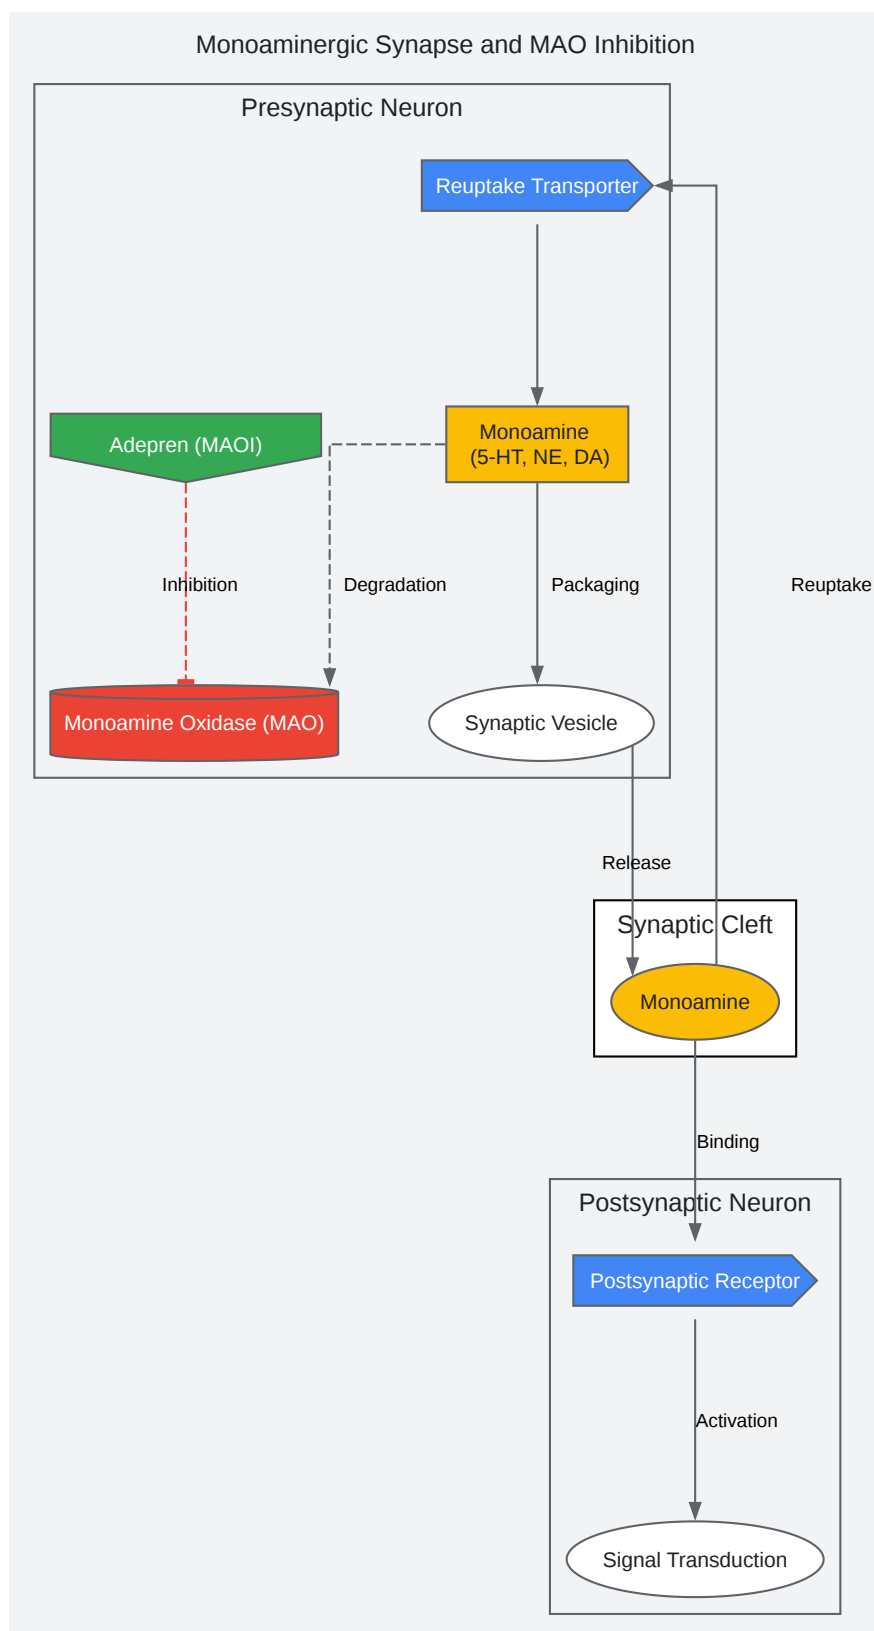 Monoaminergic Synapse and MAO Inhibition
Presynaptic Neuron
Reuptake Transporter
Adepren (MAOI)
Monoamine
(5-HT, NE, DA)
Inhibition
Degradation
Packaging
Reuptake
Monoamine Oxidase (MAO)
Synaptic Vesicle
Release
Synaptic Cleft
Monoamine
Binding
Postsynaptic Neuron
Postsynaptic Receptor
Activation
Signal Transduction